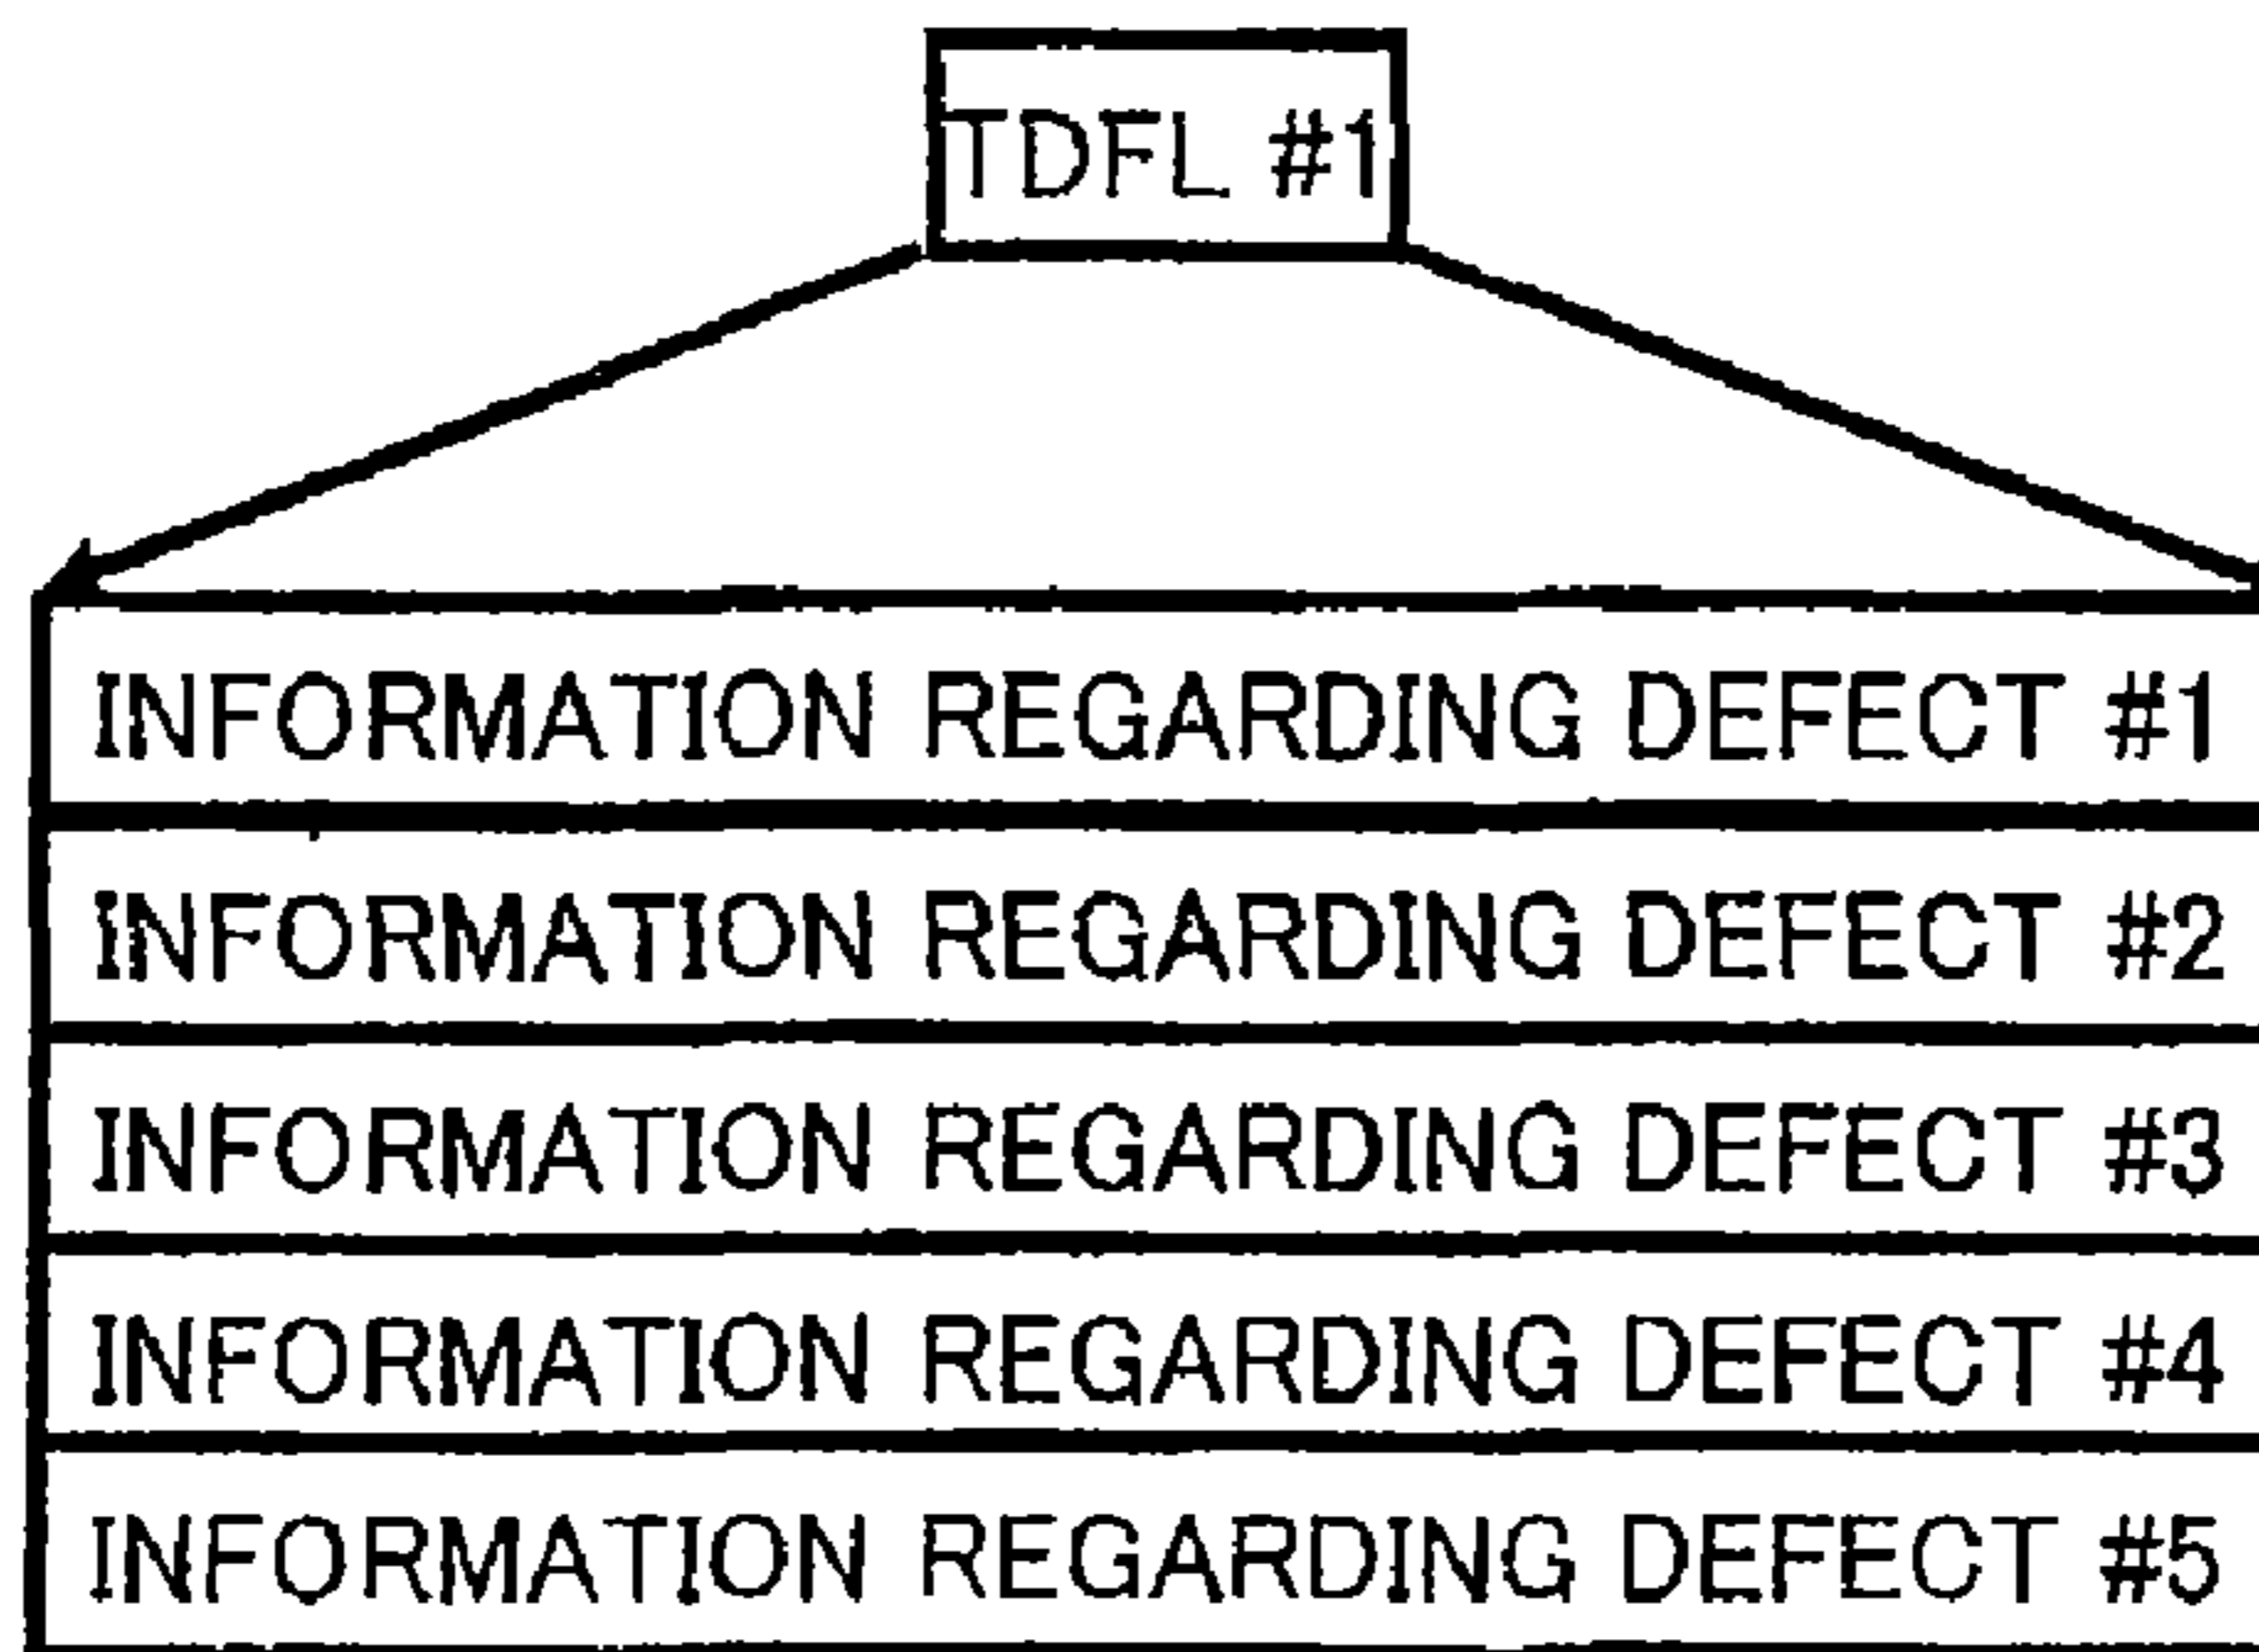 TDFL #1
INFORMATION REGARDING DEFECT #1
INFORMATION REGARDING DEFECT #2
INFORMATION REGARDING DEFECT #3
INFORMATION REGARDING DEFECT #4
INFORMATION REGARDING DEFECT #5